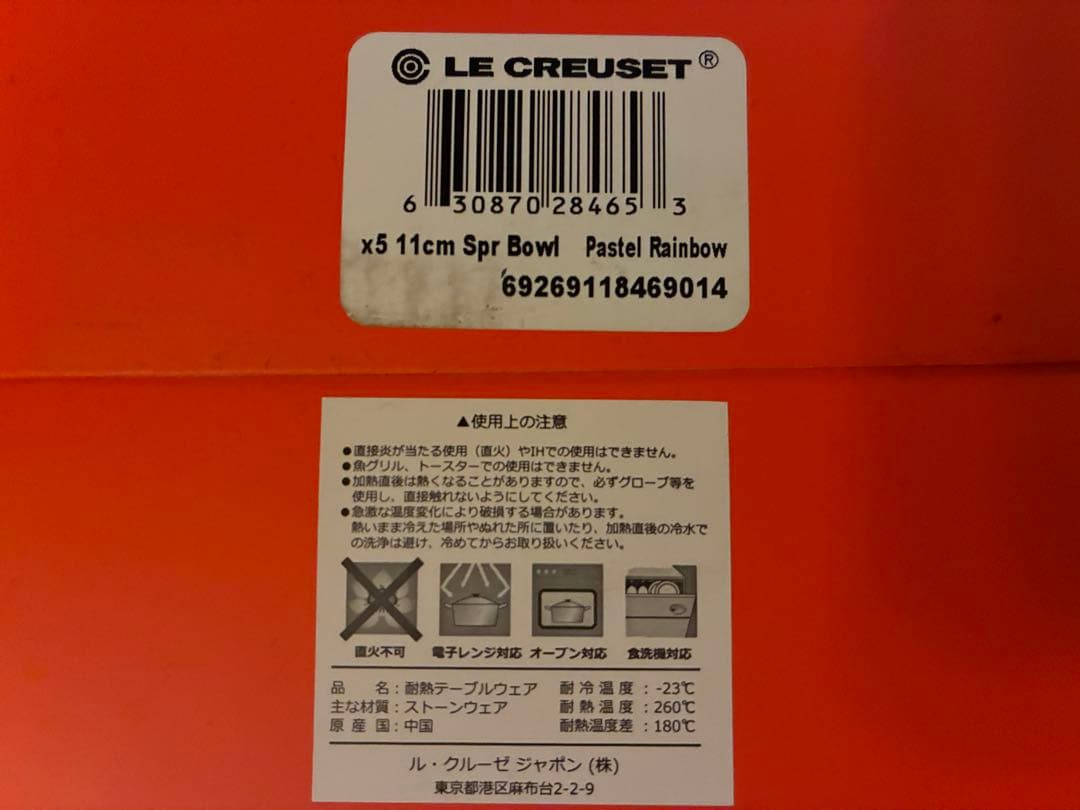 LE CREUSET®
6 30870 28465 3
x5 11cm Spr Bowl Pastel Rainbow
69269118469014
▲使用上の注意
●直接炎が当たる使用（直火）やIHでの使用はできません。
●魚グリル、トースターでの使用はできません。
●加熱直後は熱くなることがありますので、必ずグローブ等を
使用し、直接触れないようにしてください。
●急激な温度変化により破損する場合があります。
熱いまま冷えた場所やぬれた所に置いたり、加熱直後の冷水で
の洗浄は避け、冷めてからお取り扱いください。
直火不可 電子レンジ対応 オーブン対応 食洗機対応
品 名：耐熱テーブルウェア 耐冷温度：-23℃
主な材質：ストーンウェア 耐熱温度：260℃
原産国：中国 耐熱温度差：180℃
ル・クルーゼ ジャポン (株)
東京都港区麻布台2-2-9